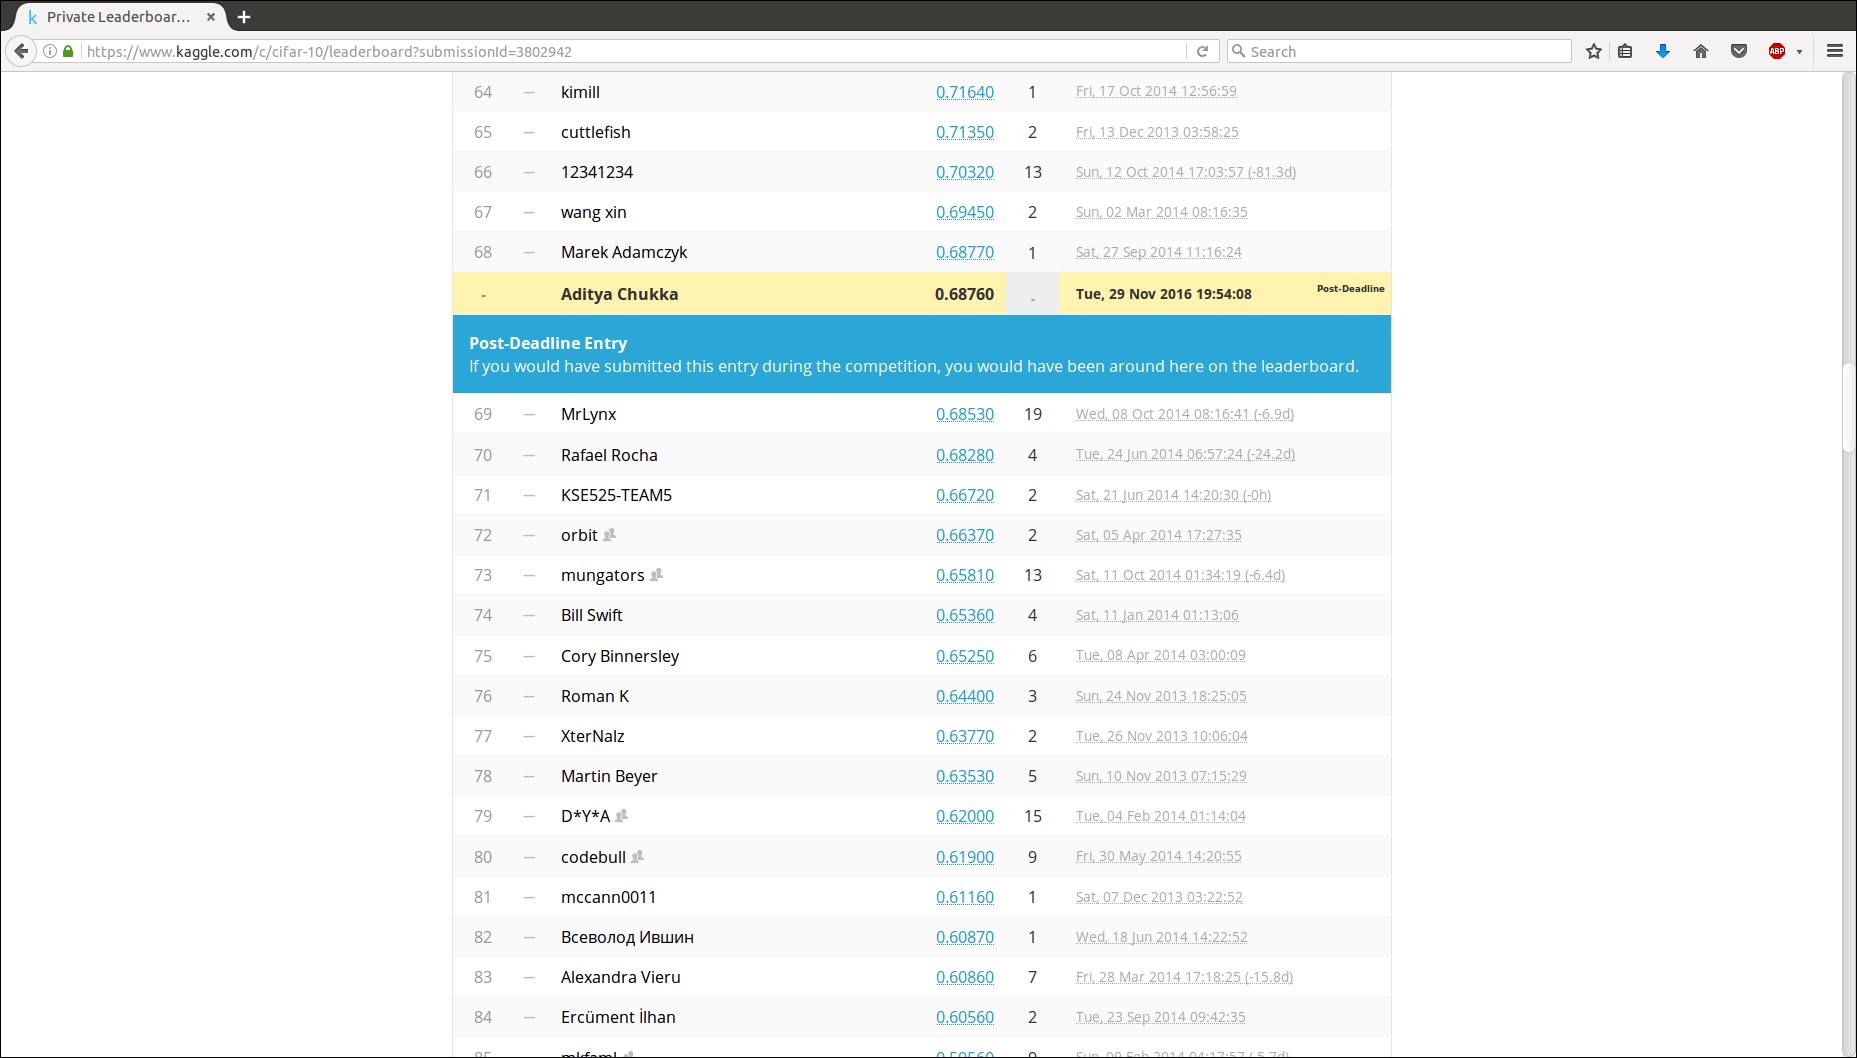 Private Leaderboar...
https://www.kaggle.com/c/cifar-10/leaderboard?submissionId=3802942
Search
ABP
64 — kimill 0.71640 1 Fri, 17 Oct 2014 12:56:59
65 — cuttlefish 0.71350 2 Fri, 13 Dec 2013 03:58:25
66 — 12341234 0.70320 13 Sun, 12 Oct 2014 17:03:57 (-81.3d)
67 — wang xin 0.69450 2 Sun, 02 Mar 2014 08:16:35
68 — Marek Adamczyk 0.68770 1 Sat, 27 Sep 2014 11:16:24
- Aditya Chukka 0.68760 - Tue, 29 Nov 2016 19:54:08 Post-Deadline
Post-Deadline Entry
If you would have submitted this entry during the competition, you would have been around here on the leaderboard.
69 — MrLynx 0.68530 19 Wed, 08 Oct 2014 08:16:41 (-6.9d)
70 — Rafael Rocha 0.68280 4 Tue, 24 Jun 2014 06:57:24 (-24.2d)
71 — KSE525-TEAM5 0.66720 2 Sat, 21 Jun 2014 14:20:30 (-0h)
72 — orbit 0.66370 2 Sat, 05 Apr 2014 17:27:35
73 — mungators 0.65810 13 Sat, 11 Oct 2014 01:34:19 (-6.4d)
74 — Bill Swift 0.65360 4 Sat, 11 Jan 2014 01:13:06
75 — Cory Binnersley 0.65250 6 Tue, 08 Apr 2014 03:00:09
76 — Roman K 0.64400 3 Sun, 24 Nov 2013 18:25:05
77 — XterNalz 0.63770 2 Tue, 26 Nov 2013 10:06:04
78 — Martin Beyer 0.63530 5 Sun, 10 Nov 2013 07:15:29
79 — D*Y*A 0.62000 15 Tue, 04 Feb 2014 01:14:04
80 — codebull 0.61900 9 Fri, 30 May 2014 14:20:55
81 — mccann0011 0.61160 1 Sat, 07 Dec 2013 03:22:52
82 — Всеволод Ившин 0.60870 1 Wed, 18 Jun 2014 14:22:52
83 — Alexandra Vieru 0.60860 7 Fri, 28 Mar 2014 17:18:25 (-15.8d)
84 — Ercüment İlhan 0.60560 2 Tue, 23 Sep 2014 09:42:35